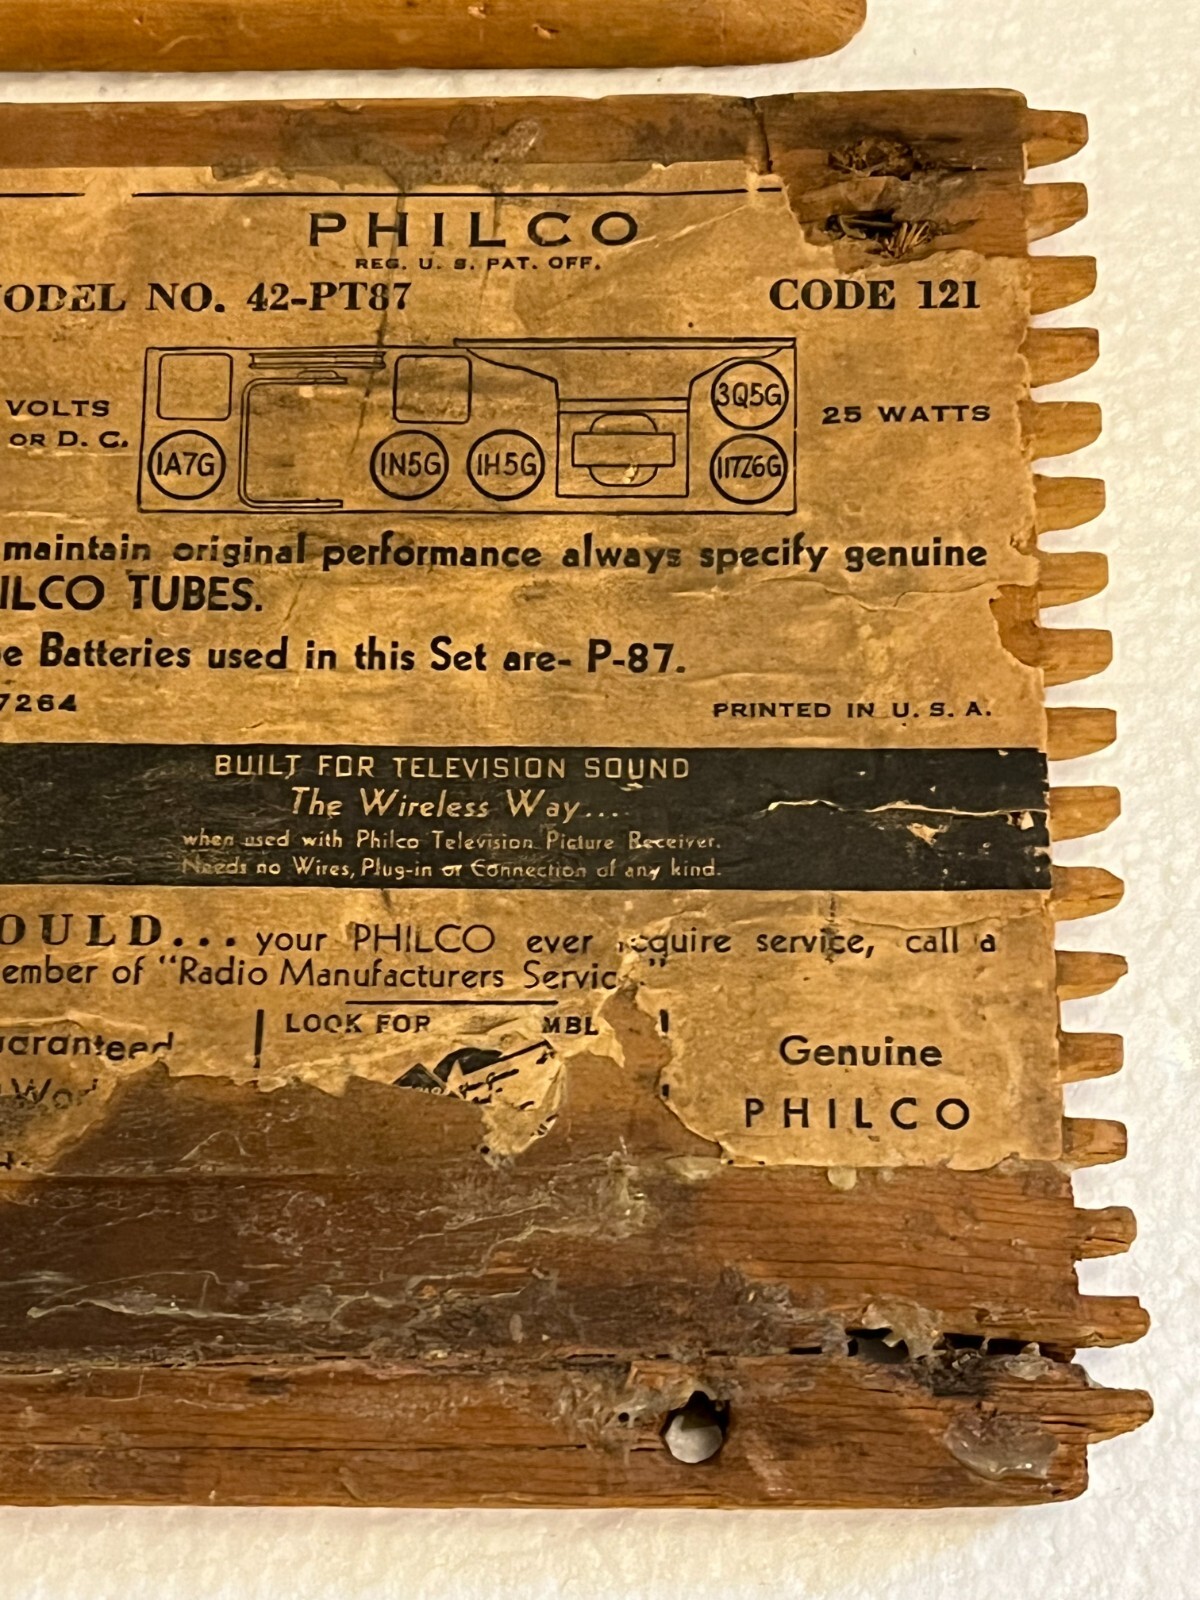 PHILCO
REG. U. S. PAT. OFF.
ODEL NO. 42-PT87 CODE 121
VOLTS
OR D. C.
25 WATTS
3Q5G
1A7G 1N5G 1H5G 117Z6G
maintain original performance always specify genuine
ILCO TUBES.
e Batteries used in this Set are- P-87.
7264
PRINTED IN U. S. A.
BUILT FOR TELEVISION SOUND
The Wireless Way....
when used with Philco Television Picture Receiver.
Needs no Wires, Plug-in or Connection of any kind.
OULD... your PHILCO ever require service, call a
ember of "Radio Manufacturers Servic "
LOOK FOR MBL
aranteed
Wor
Genuine
PHILCO